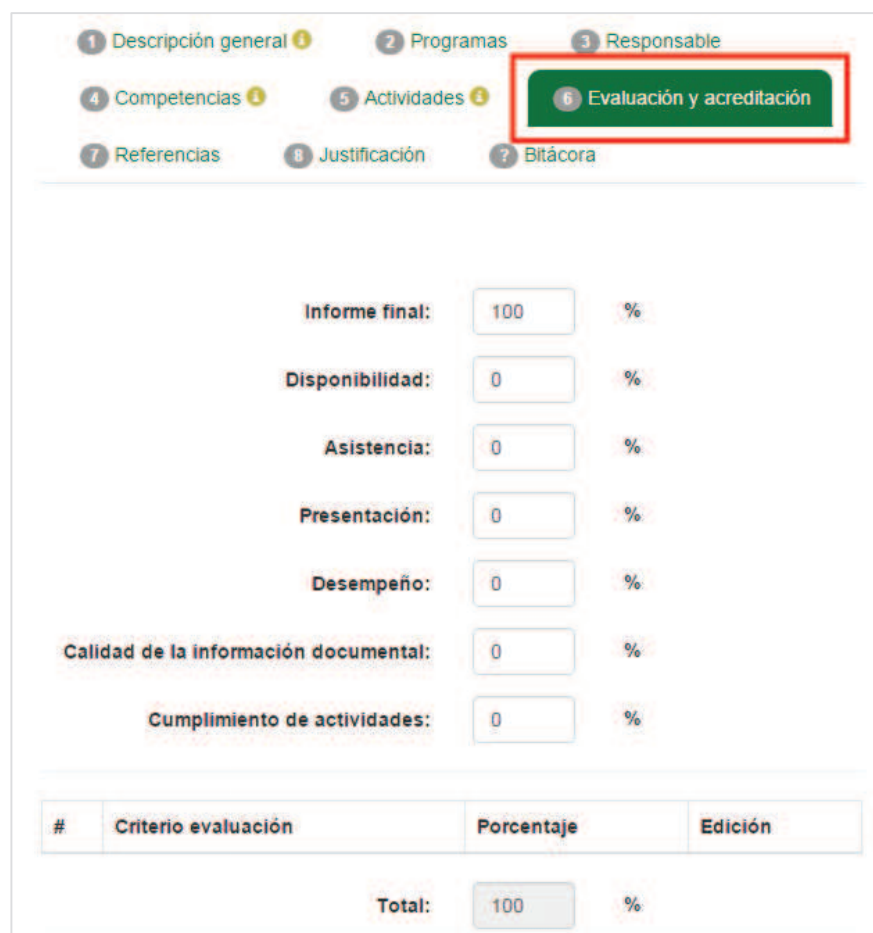 1 Descripción general i 2 Programas 3 Responsable
4 Competencias i 5 Actividades i 6 Evaluación y acreditación
7 Referencias 8 Justificación ? Bitácora
Informe final: 100 %
Disponibilidad: 0 %
Asistencia: 0 %
Presentación: 0 %
Desempeño: 0 %
Calidad de la información documental: 0 %
Cumplimiento de actividades: 0 %
# Criterio evaluación Porcentaje Edición
Total: 100 %